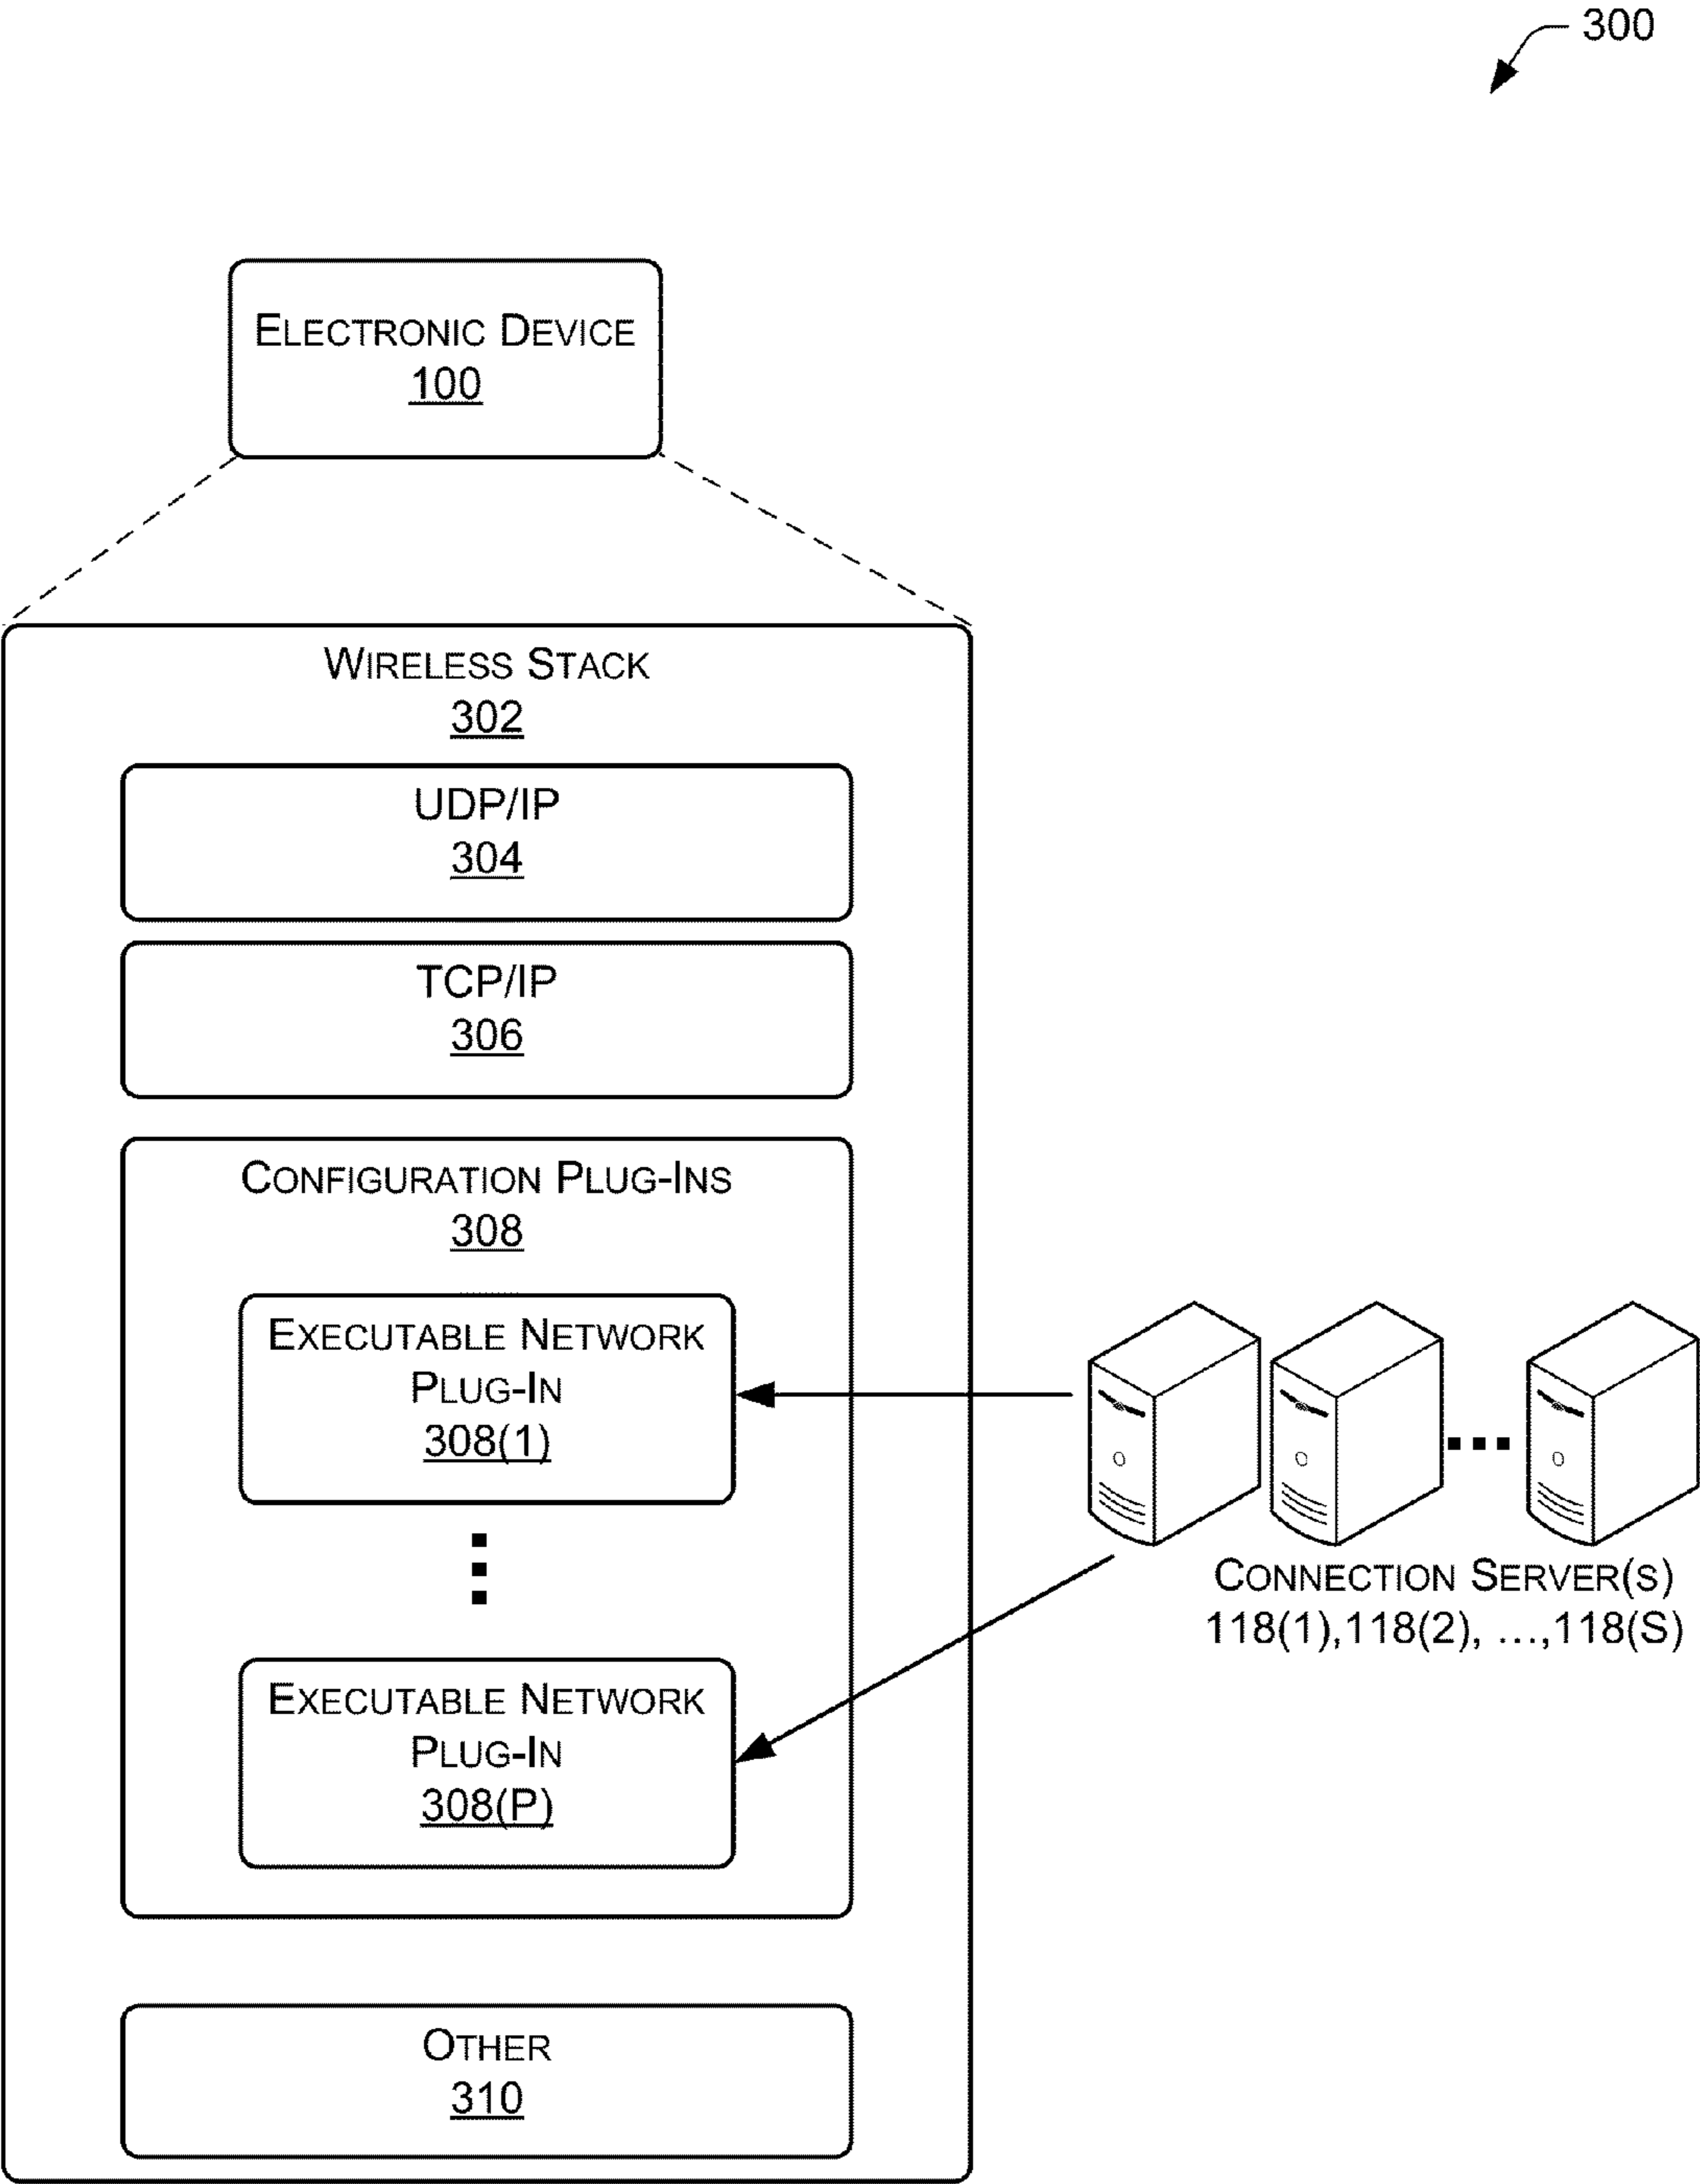 300
ELECTRONIC DEVICE
100
WIRELESS STACK
302
UDP/IP
304
TCP/IP
306
CONFIGURATION PLUG-INS
308
EXECUTABLE NETWORK
PLUG-IN
308(1)
EXECUTABLE NETWORK
PLUG-IN
308(P)
CONNECTION SERVER(S)
118(1),118(2), ...,118(S)
OTHER
310